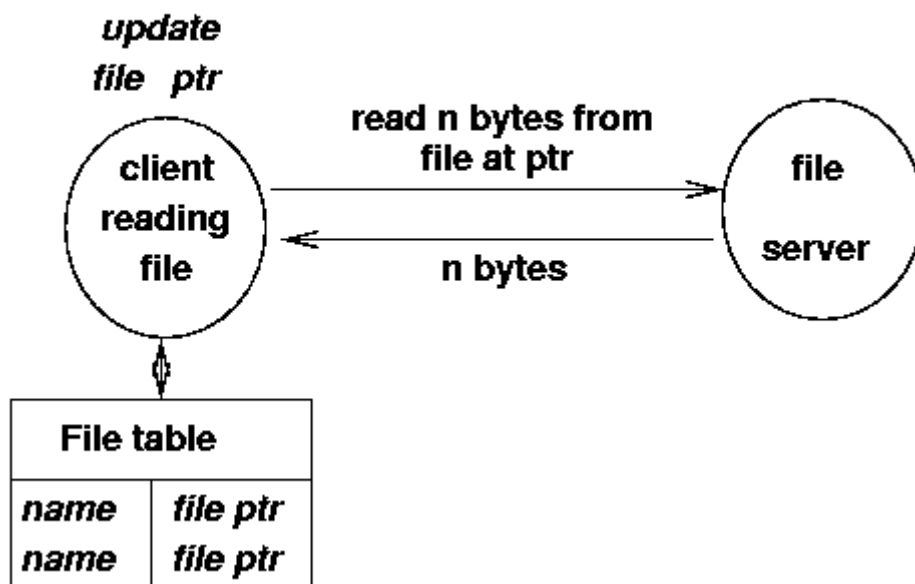 update
file ptr
client
reading
file
read n bytes from
file at ptr
n bytes
file
server
File table
name file ptr
name file ptr